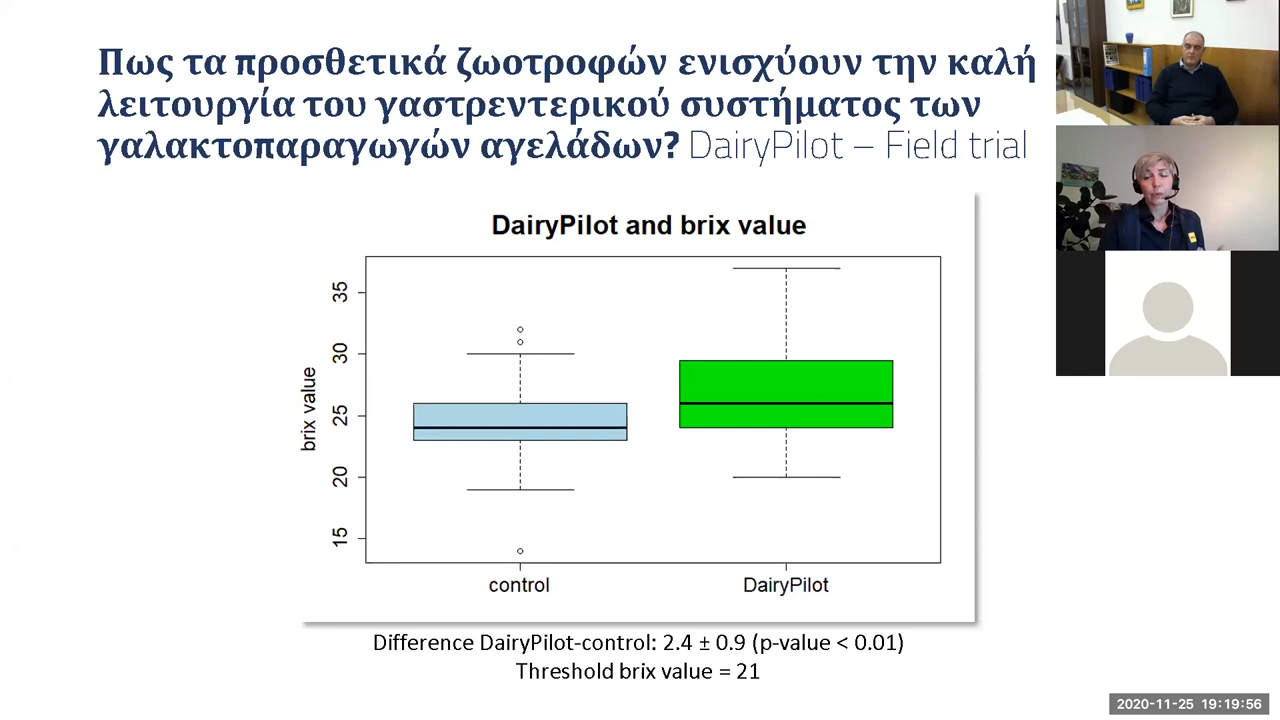 Πως τα προσθετικά ζωοτροφών ενισχύουν την καλή
λειτουργία του γαστρεντερικού συστήματος των
γαλακτοπαραγωγών αγελάδων? DairyPilot – Field trial
DairyPilot and brix value
brix value
35
30
25
20
15
control
DairyPilot
Difference DairyPilot-control: 2.4 ± 0.9 (p-value < 0.01)
Threshold brix value = 21
2020-11-25 19:19:56